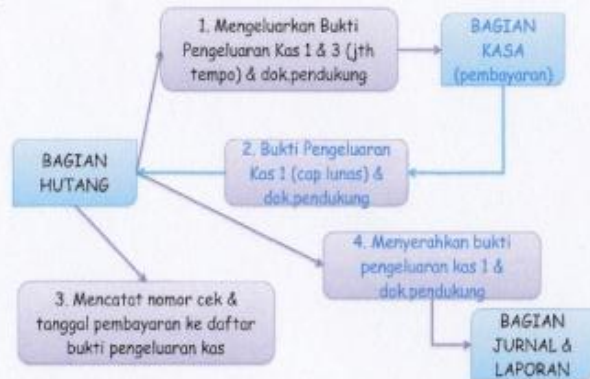 1. Mengeluarkan Bukti
Pengeluaran Kas 1 & 3 (jth
tempo) & dok.pendukung
BAGIAN
KASA
(pembayaran)
BAGIAN
HUTANG
2. Bukti Pengeluaran
Kas 1 (cap lunas) &
dok.pendukung
4. Menyerahkan bukti
pengeluaran kas 1 &
dok.pendukung
3. Mencatat nomor cek &
tanggal pembayaran ke daftar
bukti pengeluaran kas
BAGIAN
JURNAL &
LAPORAN